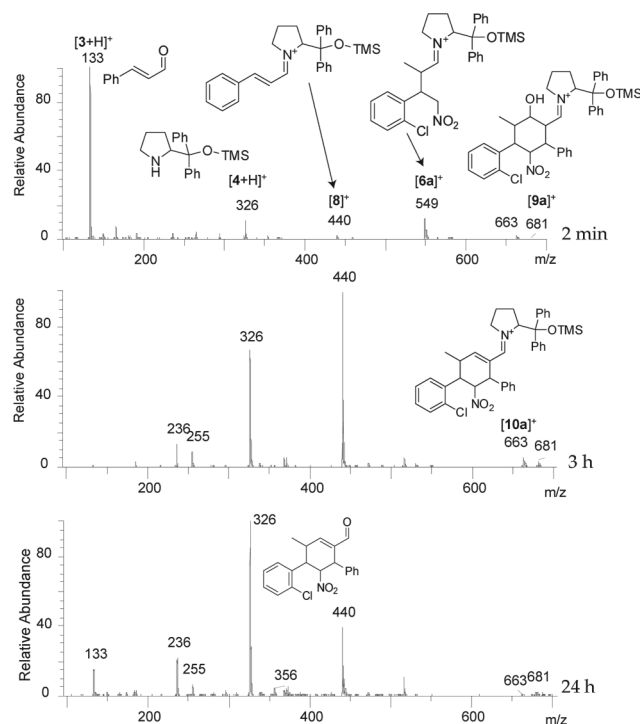 [3+H]⁺
133
O
Ph
Ph
Ph
N
H
O–TMS
[4+H]⁺
326
N⁺
Ph
O–TMS
Ph
[8]⁺
440
N⁺
Ph
OTMS
Ph
Cl
NO₂
[6a]⁺
549
OH
N⁺
Ph
OTMS
Ph
Ph
Cl
NO₂
[9a]⁺
663
681
2 min
Relative Abundance
80
40
0
200
400
600
m/z
440
326
236
255
N⁺
Ph
OTMS
Ph
Ph
Cl
NO₂
[10a]⁺
663
681
3 h
Relative Abundance
80
40
0
200
400
600
m/z
326
O
Ph
Cl
NO₂
440
133
236
255
356
663
681
24 h
Relative Abundance
80
40
0
200
400
600
m/z